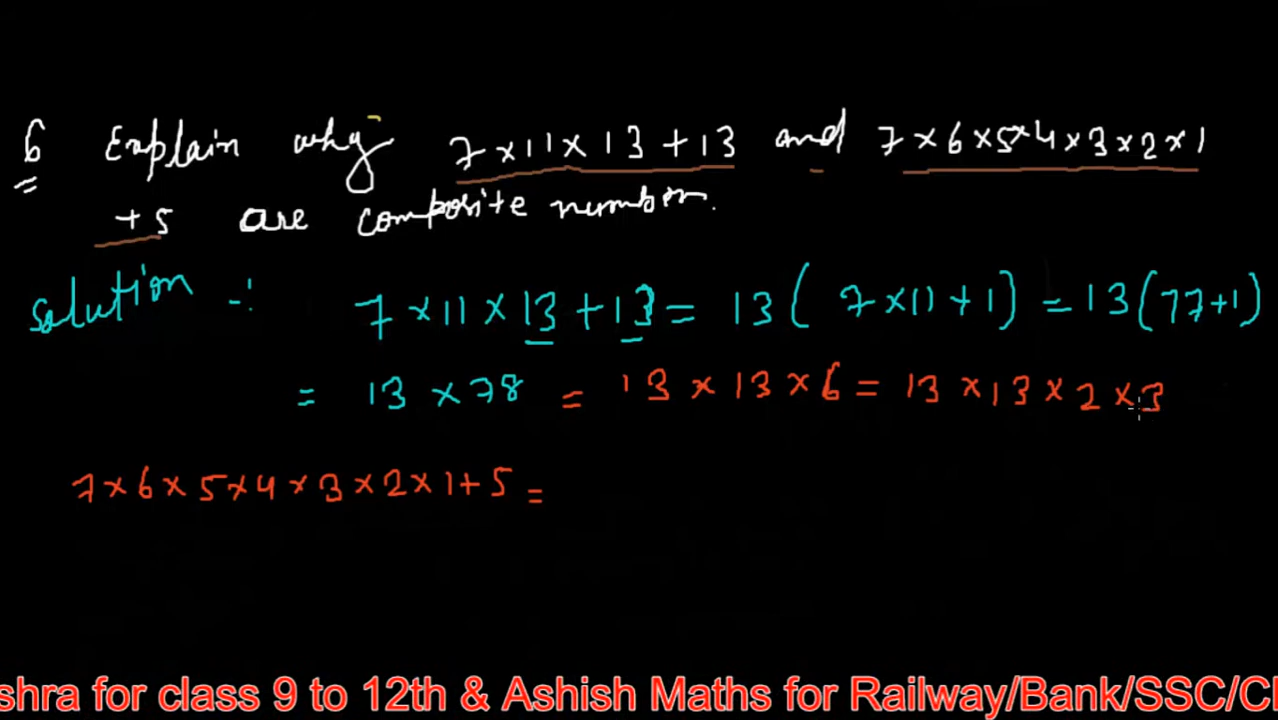 6 Explain why 7×11×13+13 and 7×6×5×4×3×2×1
+5 are composite number.
Solution :- 7×11×13+13 = 13(7×11+1) = 13(77+1)
= 13×78 = 13×13×6 = 13×13×2×3
7×6×5×4×3×2×1+5 =
shra for class 9 to 12th & Ashish Maths for Railway/Bank/SSC/C